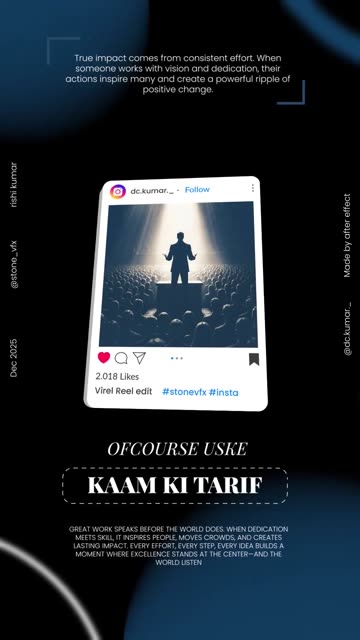 True impact comes from consistent effort. When
someone works with vision and dedication, their
actions inspire many and create a powerful ripple of
positive change.
rishi kumar
@stone_vfx
Dec 2025
Made by after effect
@dc.kumar._
dc.kumar._ · Follow
2.018 Likes
Virel Reel edit #stonevfx #insta
OFCOURSE USKE
KAAM KI TARIF
GREAT WORK SPEAKS BEFORE THE WORLD DOES. WHEN DEDICATION
MEETS SKILL, IT INSPIRES PEOPLE, MOVES CROWDS, AND CREATES
LASTING IMPACT. EVERY EFFORT, EVERY STEP, EVERY IDEA BUILDS A
MOMENT WHERE EXCELLENCE STANDS AT THE CENTER—AND THE
WORLD LISTEN